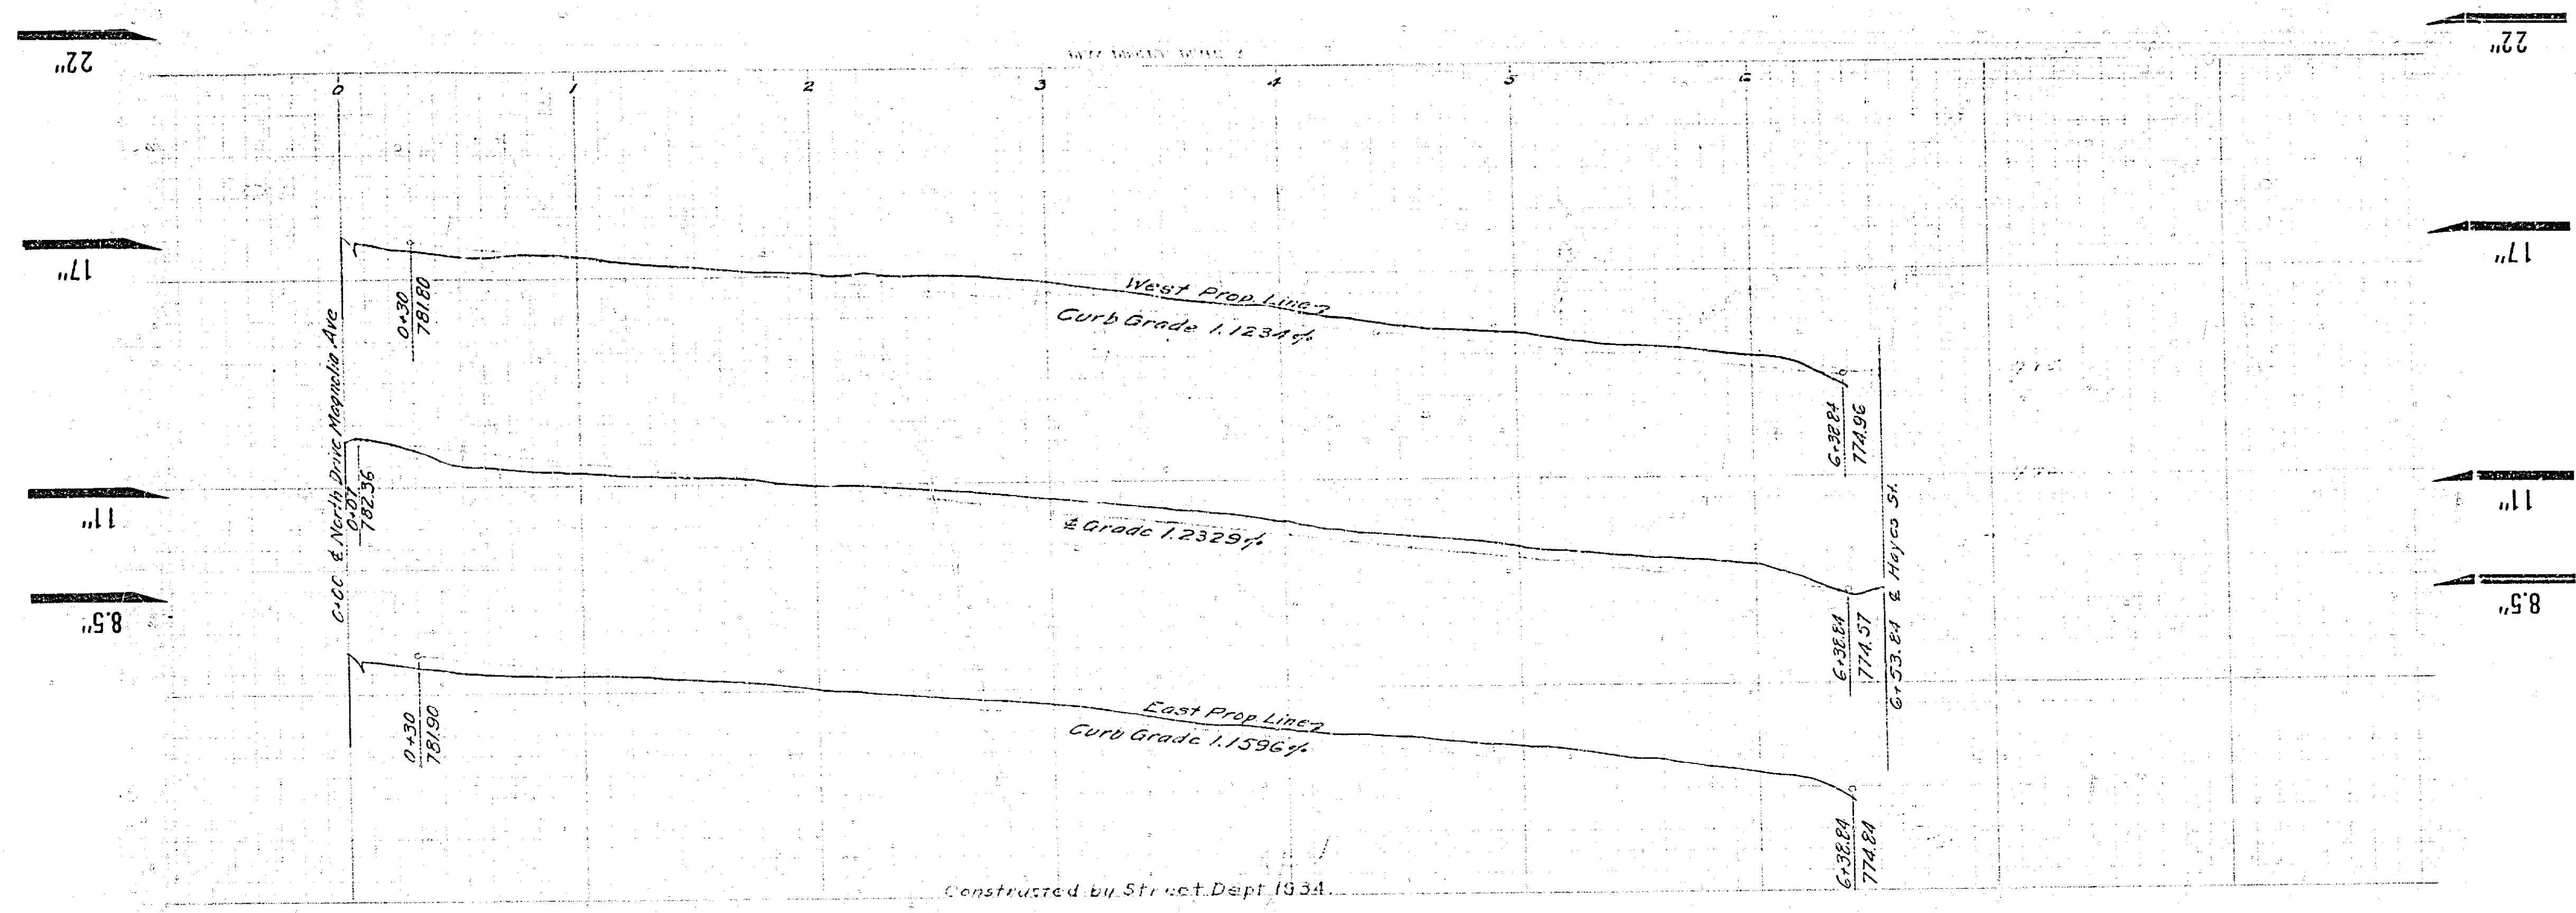 22"
22"
0 1 2 3 4 5 6
17"
17"
0+30
781.80
West Prop. Line
Curb Grade 1.1234%
6+38.84
774.96
0+00 ℄ North Drive Magnolia Ave
0+07
782.36
11"
11"
℄ Grade 1.2329%
8.5"
8.5"
6+38.84
774.57
6+53.84 ℄ Hayes St.
0+30
781.90
East Prop. Line
Curb Grade 1.1596%
6+38.84
774.84
Constructed by Street Dept 1934.